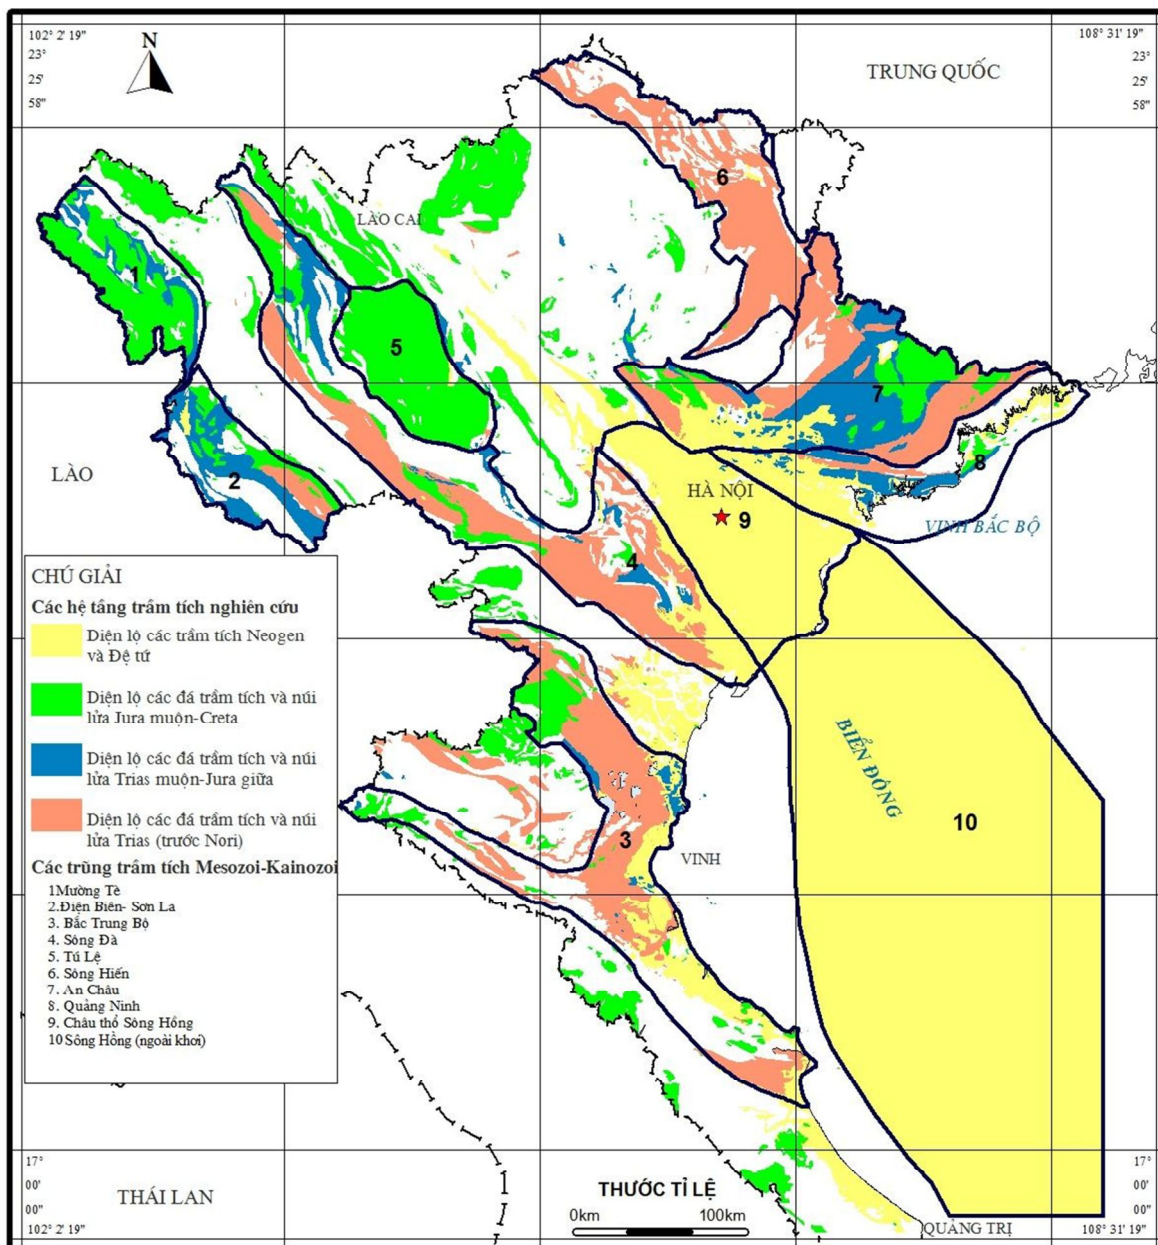 102° 2' 19"
23°
25'
58"
N
108° 31' 19"
23°
25'
58"
TRUNG QUỐC
6
LÀO CAI
1
5
7
LÀO
2
8
HÀ NỘI
9
VỊNH BẮC BỘ
4
CHÚ GIẢI
Các hệ tầng trầm tích nghiên cứu
Diện lộ các trầm tích Neogen
và Đệ tứ
Diện lộ các đá trầm tích và núi
lửa Jura muộn-Creta
Diện lộ các đá trầm tích và núi
lửa Trias muộn-Jura giữa
Diện lộ các đá trầm tích và núi
lửa Trias (trước Nori)
Các trũng trầm tích Mesozoi-Kainozoi
1Mường Tè
2.Điện Biên- Sơn La
3. Bắc Trung Bộ
4. Sông Đà
5. Tú Lệ
6. Sông Hiến
7. An Châu
8. Quảng Ninh
9. Châu thổ Sông Hồng
10Sông Hồng (ngoài khơi)
BIỂN ĐÔNG
10
3
VINH
THÁI LAN
THƯỚC TỈ LỆ
0km 100km
QUẢNG TRỊ
17°
00'
00"
102° 2' 19"
17°
00'
00"
108° 31' 19"